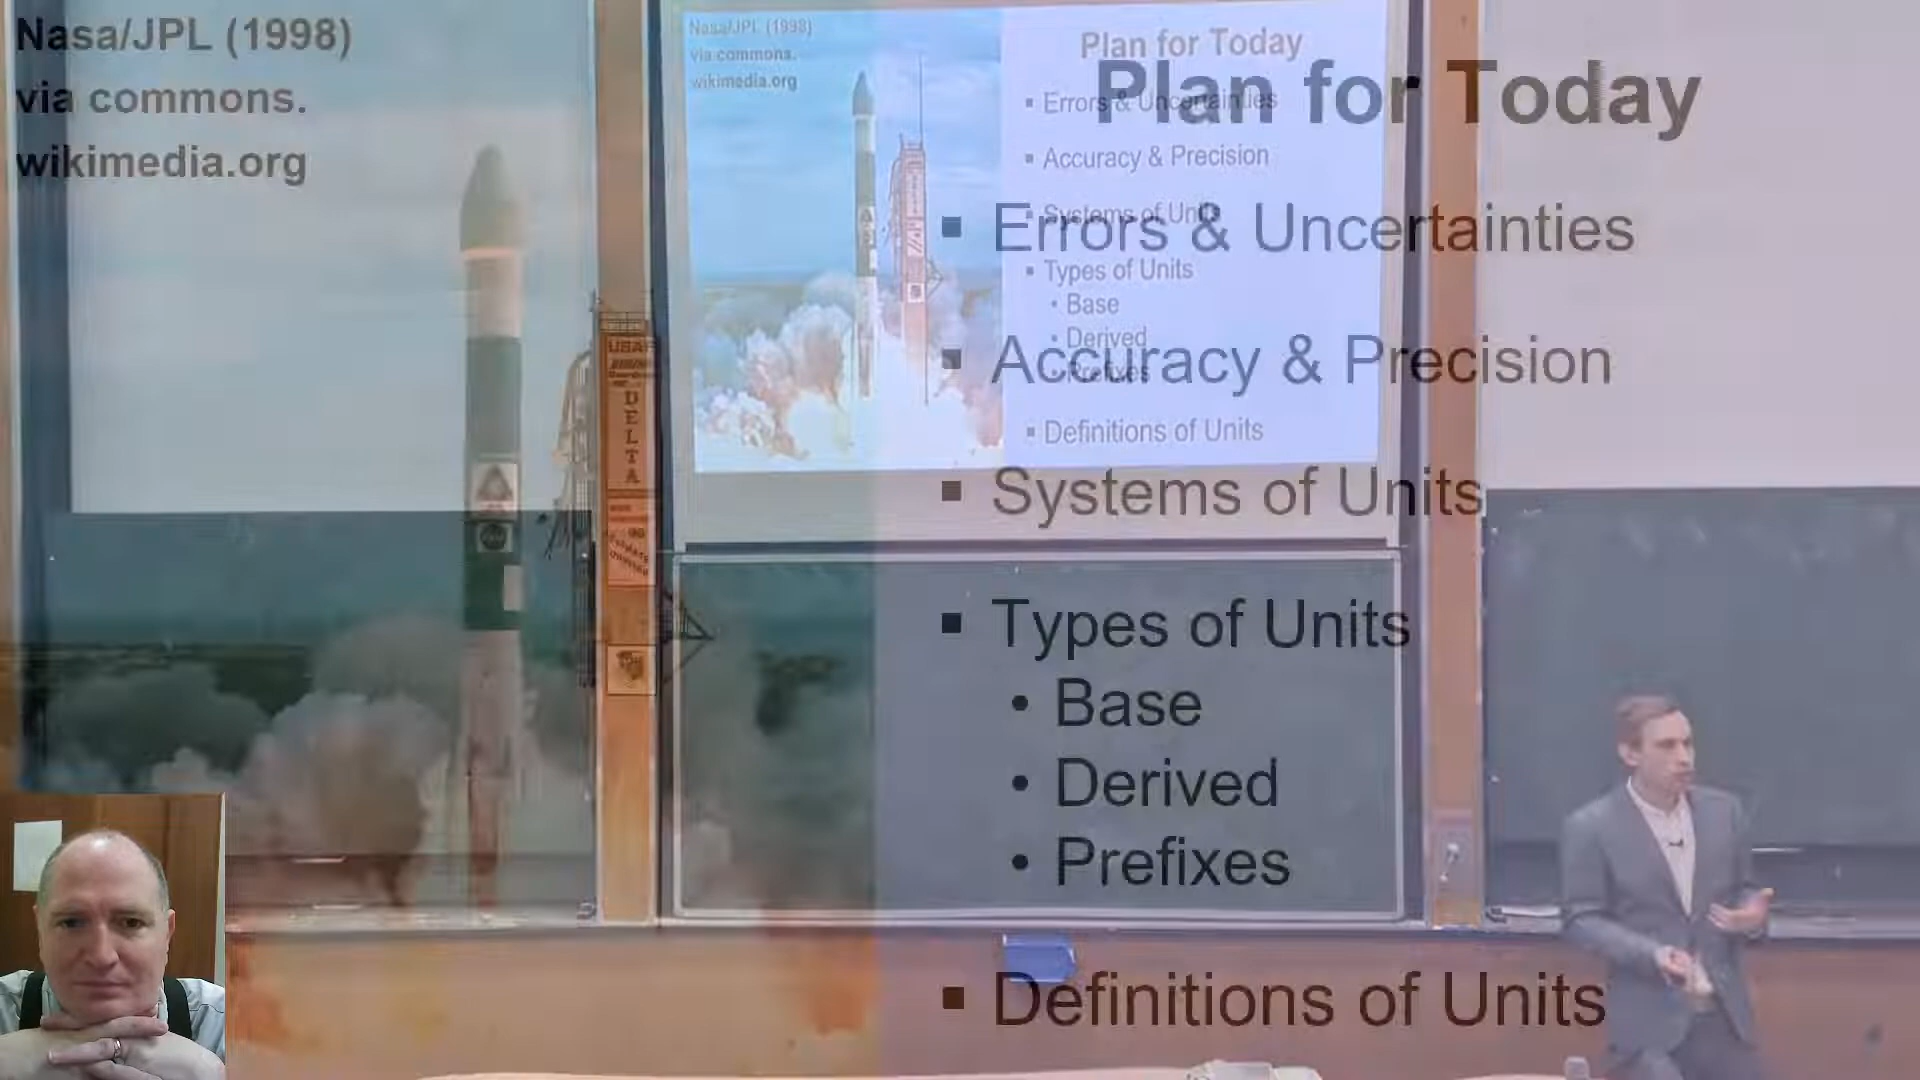 Nasa/JPL (1998)
via commons.
wikimedia.org
Plan for Today
▪ Errors & Uncertainties
▪ Accuracy & Precision
▪ Systems of Units
▪ Types of Units
• Base
• Derived
• Prefixes
▪ Definitions of Units
USAF
DELTA
Nasa/JPL (1998)
via commons.
wikimedia.org
Plan for Today
▪ Errors & Uncertainties
▪ Accuracy & Precision
▪ Systems of Units
▪ Types of Units
• Base
• Derived
• Prefixes
▪ Definitions of Units